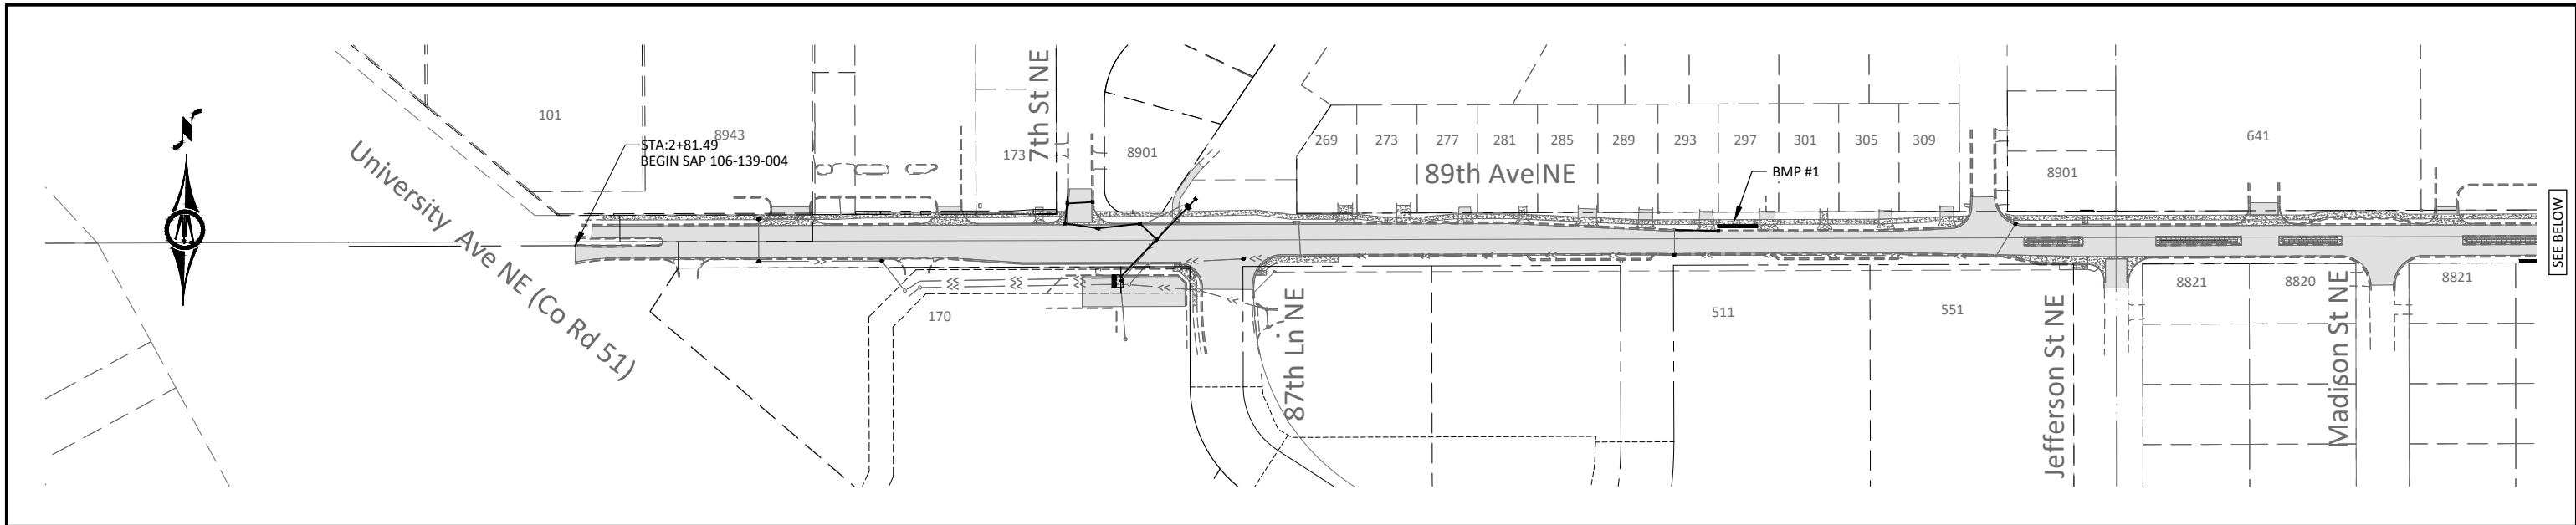 N
101
8943
STA:2+81.49
BEGIN SAP 106-139-004
University Ave NE (Co Rd 51)
173
7th St NE
8901
269
273
277
281
285
289
293
297
301
305
309
89th Ave NE
BMP #1
8901
641
SEE BELOW
170
87th Ln NE
511
551
Jefferson St NE
8821
8820
Madison St NE
8821